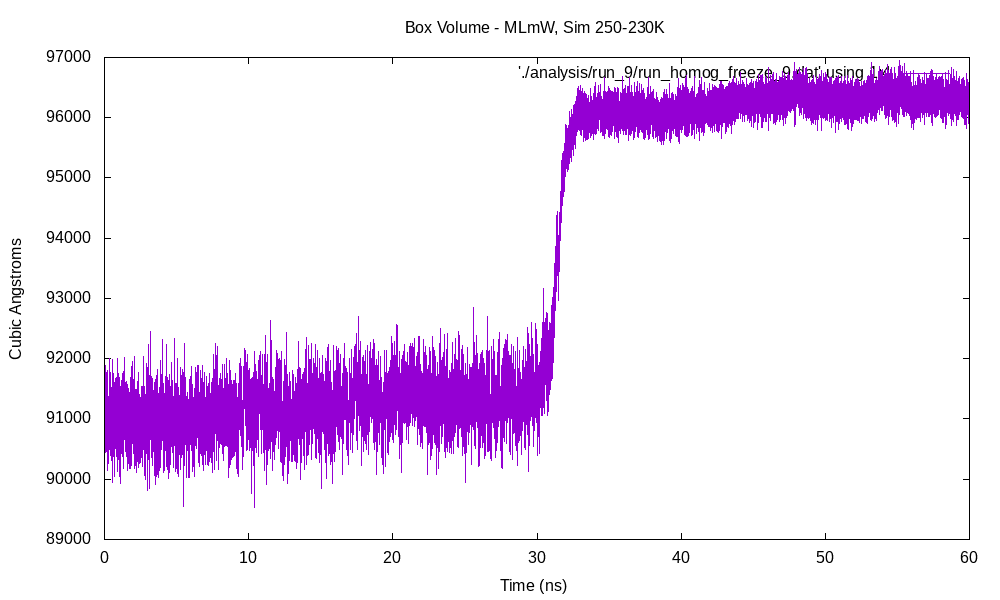 Box Volume - MLmW, Sim 250-230K
'./analysis/run_9/run_homog_freeze_9.dat' using 1:4
97000
96000
95000
94000
93000
92000
91000
90000
89000
Cubic Angstroms
0 10 20 30 40 50 60
Time (ns)